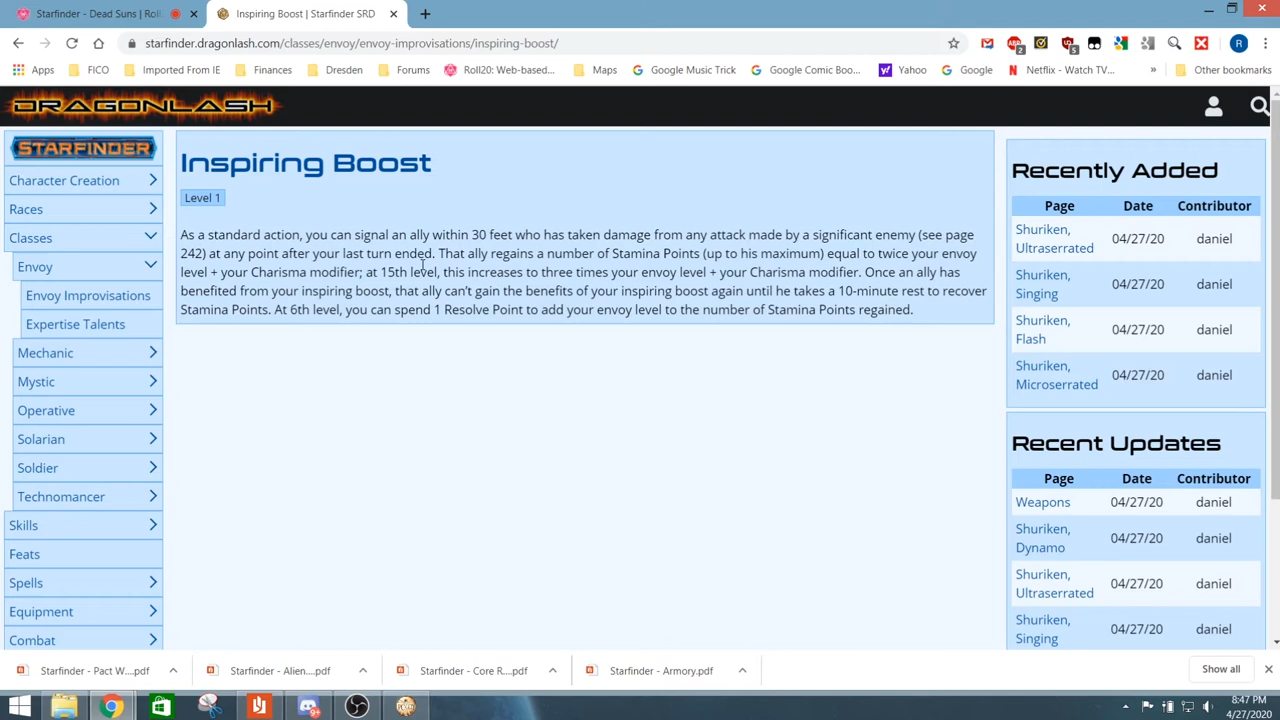 Starfinder - Dead Suns | Roll
Inspiring Boost | Starfinder SRD
starfinder.dragonlash.com/classes/envoy/envoy-improvisations/inspiring-boost/
2
5
R
Apps
FICO
Imported From IE
Finances
Dresden
Forums
Roll20: Web-based...
Maps
Google Music Trick
Google Comic Boo...
Yahoo
Google
Netflix - Watch TV...
»
Other bookmarks
DRAGONLASH
STARFINDER
Character Creation
Races
Classes
Envoy
Envoy Improvisations
Expertise Talents
Mechanic
Mystic
Operative
Solarian
Soldier
Technomancer
Skills
Feats
Spells
Equipment
Combat
Inspiring Boost
Level 1
As a standard action, you can signal an ally within 30 feet who has taken damage from any attack made by a significant enemy (see page
242) at any point after your last turn ended. That ally regains a number of Stamina Points (up to his maximum) equal to twice your envoy
level + your Charisma modifier; at 15th level, this increases to three times your envoy level + your Charisma modifier. Once an ally has
benefited from your inspiring boost, that ally can't gain the benefits of your inspiring boost again until he takes a 10-minute rest to recover
Stamina Points. At 6th level, you can spend 1 Resolve Point to add your envoy level to the number of Stamina Points regained.
Recently Added
Page Date Contributor
Shuriken, Ultraserrated 04/27/20 daniel
Shuriken, Singing 04/27/20 daniel
Shuriken, Flash 04/27/20 daniel
Shuriken, Microserrated 04/27/20 daniel
Recent Updates
Page Date Contributor
Weapons 04/27/20 daniel
Shuriken, Dynamo 04/27/20 daniel
Shuriken, Ultraserrated 04/27/20 daniel
Shuriken, Singing 04/27/20 daniel
Starfinder - Pact W....pdf
Starfinder - Alien....pdf
Starfinder - Core R....pdf
Starfinder - Armory.pdf
Show all
8:47 PM
4/27/2020